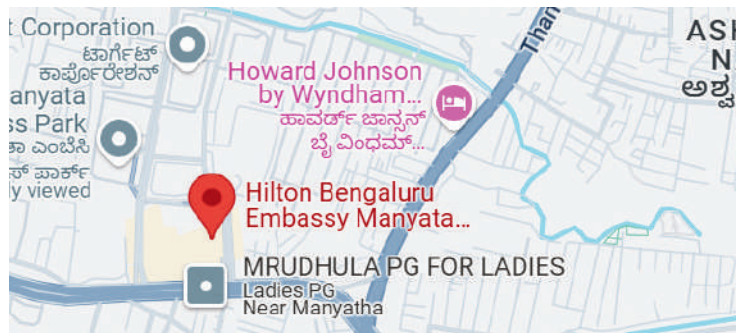 t Corporation
ಟಾರ್ಗೆಟ್
ಕಾರ್ಪೊರೇಶನ್
anyata
ss Park
ತಾ ಎಂಬೆಸಿ
ಸ್ ಪಾರ್ಕ್
ly viewed
Howard Johnson
by Wyndham...
ಹಾವರ್ಡ್ ಜಾನ್ಸನ್
ಬೈ ವಿಂಧಮ್...
Than
ASH
N
ಅಶ್ವ
Hilton Bengaluru
Embassy Manyata...
MRUDHULA PG FOR LADIES
Ladies PG
Near Manyatha